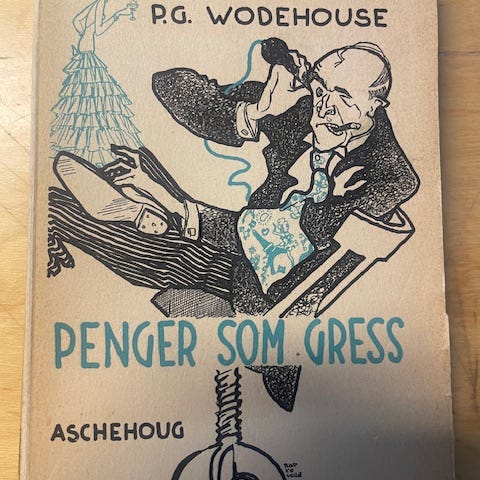 P.G. WODEHOUSE
PENGER SOM GRESS
ASCHEHOUG